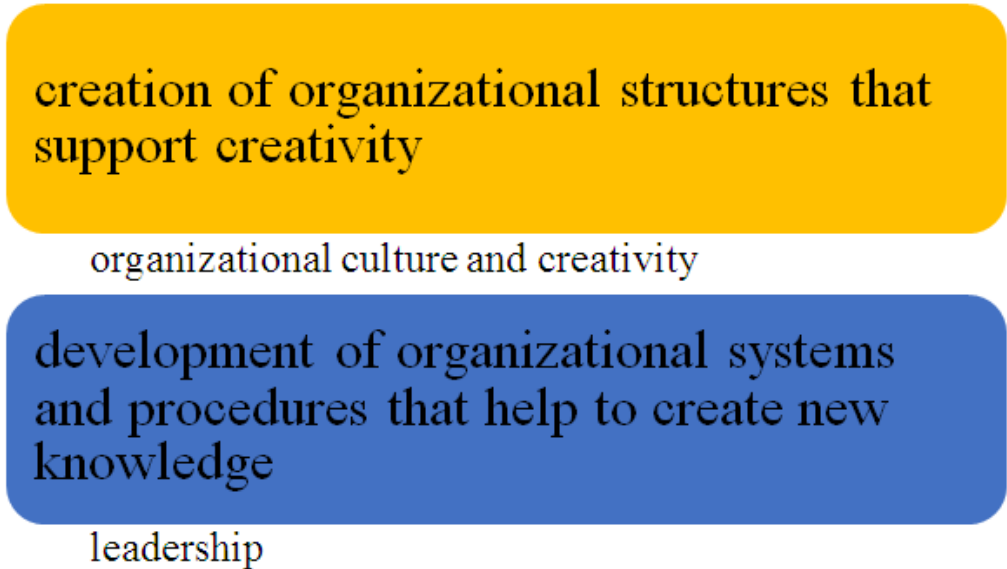 creation of organizational structures that
support creativity
organizational culture and creativity
development of organizational systems
and procedures that help to create new
knowledge
leadership